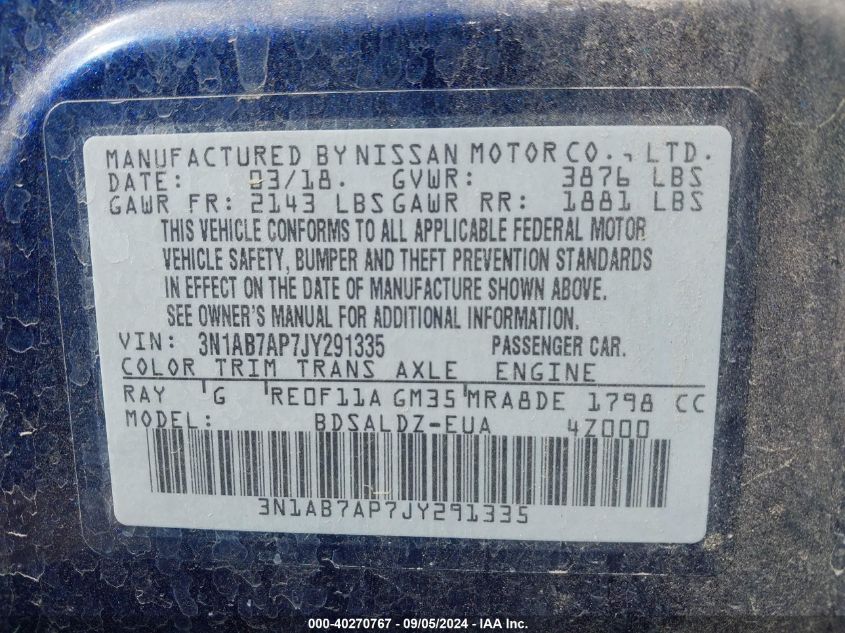 MANUFACTURED BY NISSAN MOTOR CO., LTD.
DATE: 03/18. GVWR: 3876 LBS
GAWR FR: 2143 LBS GAWR RR: 1881 LBS
THIS VEHICLE CONFORMS TO ALL APPLICABLE FEDERAL MOTOR
VEHICLE SAFETY, BUMPER AND THEFT PREVENTION STANDARDS
IN EFFECT ON THE DATE OF MANUFACTURE SHOWN ABOVE.
SEE OWNER'S MANUAL FOR ADDITIONAL INFORMATION.
VIN: 3N1AB7AP7JY291335 PASSENGER CAR.
COLOR TRIM TRANS AXLE ENGINE
RAY G RE0F11A GM35 MRA8DE 1798 CC
MODEL: BDSALDZ-EUA 4Z000
3N1AB7AP7JY291335
000-40270767 - 09/05/2024 - IAAI Inc.